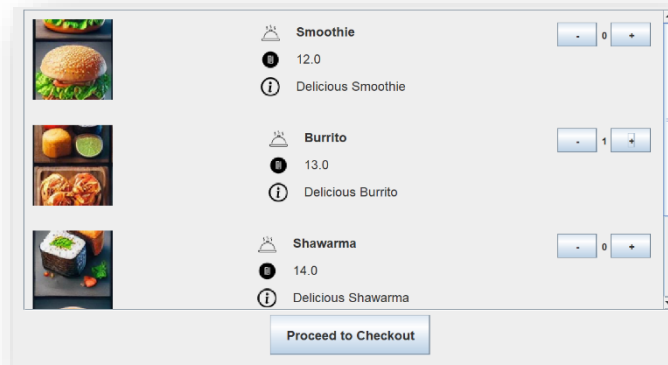 Smoothie
- 0 +
12.0
Delicious Smoothie
Burrito
- 1 +
13.0
Delicious Burrito
Shawarma
- 0 +
14.0
Delicious Shawarma
Proceed to Checkout